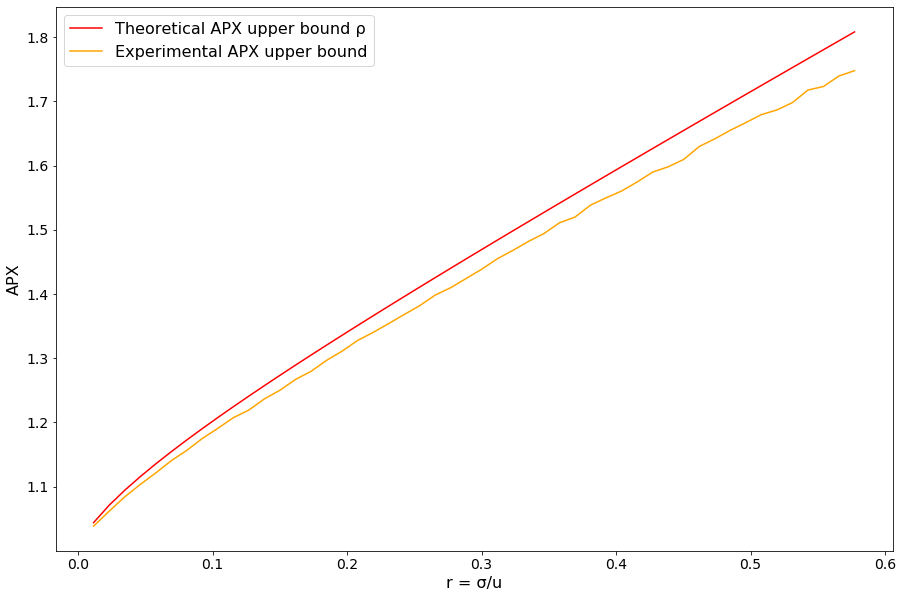 Theoretical APX upper bound ρ
Experimental APX upper bound
1.8
1.7
1.6
1.5
1.4
1.3
1.2
1.1
APX
0.0 0.1 0.2 0.3 0.4 0.5 0.6
r = σ/u